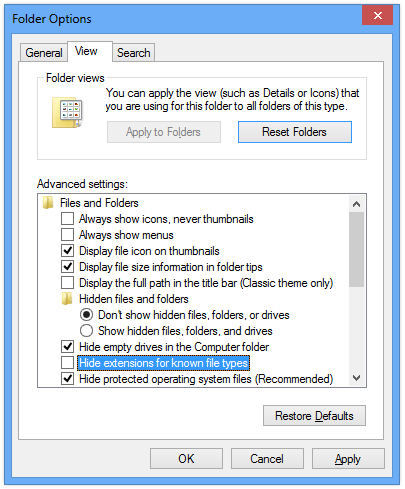 Folder Options
General
View
Search
Folder views
You can apply the view (such as Details or Icons) that
you are using for this folder to all folders of this type.
Apply to Folders
Reset Folders
Advanced settings:
Files and Folders
Always show icons, never thumbnails
Always show menus
Display file icon on thumbnails
Display file size information in folder tips
Display the full path in the title bar (Classic theme only)
Hidden files and folders
Don't show hidden files, folders, or drives
Show hidden files, folders, and drives
Hide empty drives in the Computer folder
Hide extensions for known file types
Hide protected operating system files (Recommended)
Restore Defaults
OK
Cancel
Apply